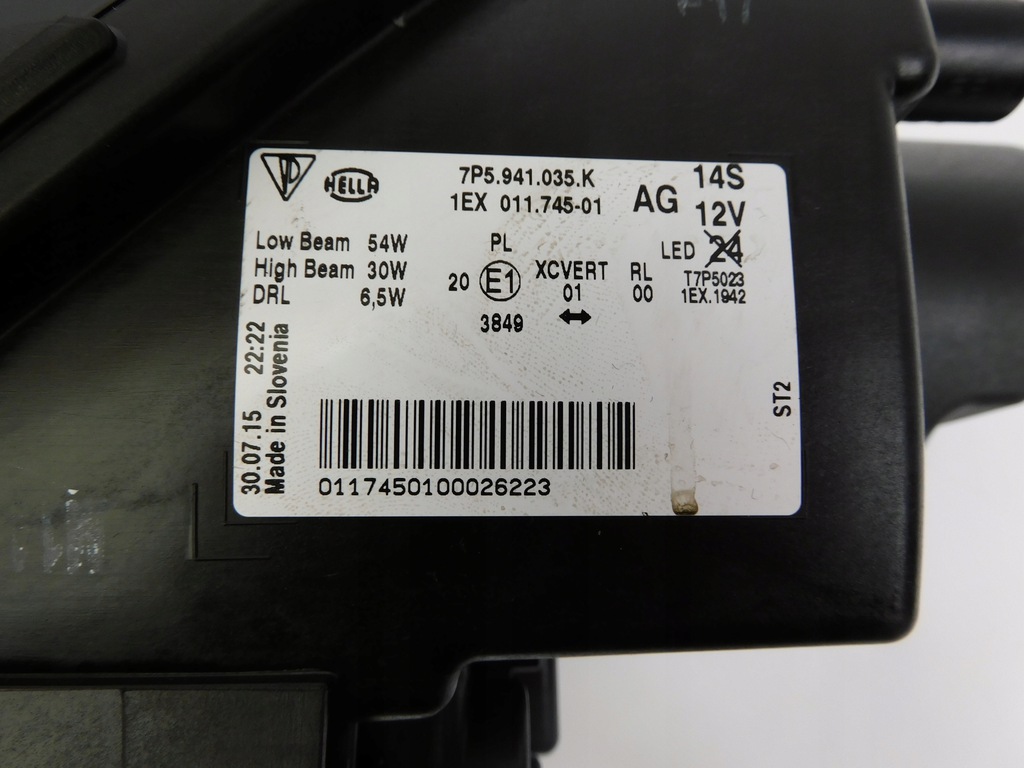 HELLA
7P5.941.035.K
1EX 011.745-01
AG
14S
12V
Low Beam 54W
High Beam 30W
DRL 6,5W
PL
20 E1
3849
XCVERT
01
RL
00
LED 24
T7P5023
1EX.1942
30.07.15 22:22
Made in Slovenia
ST2
0117450100026223